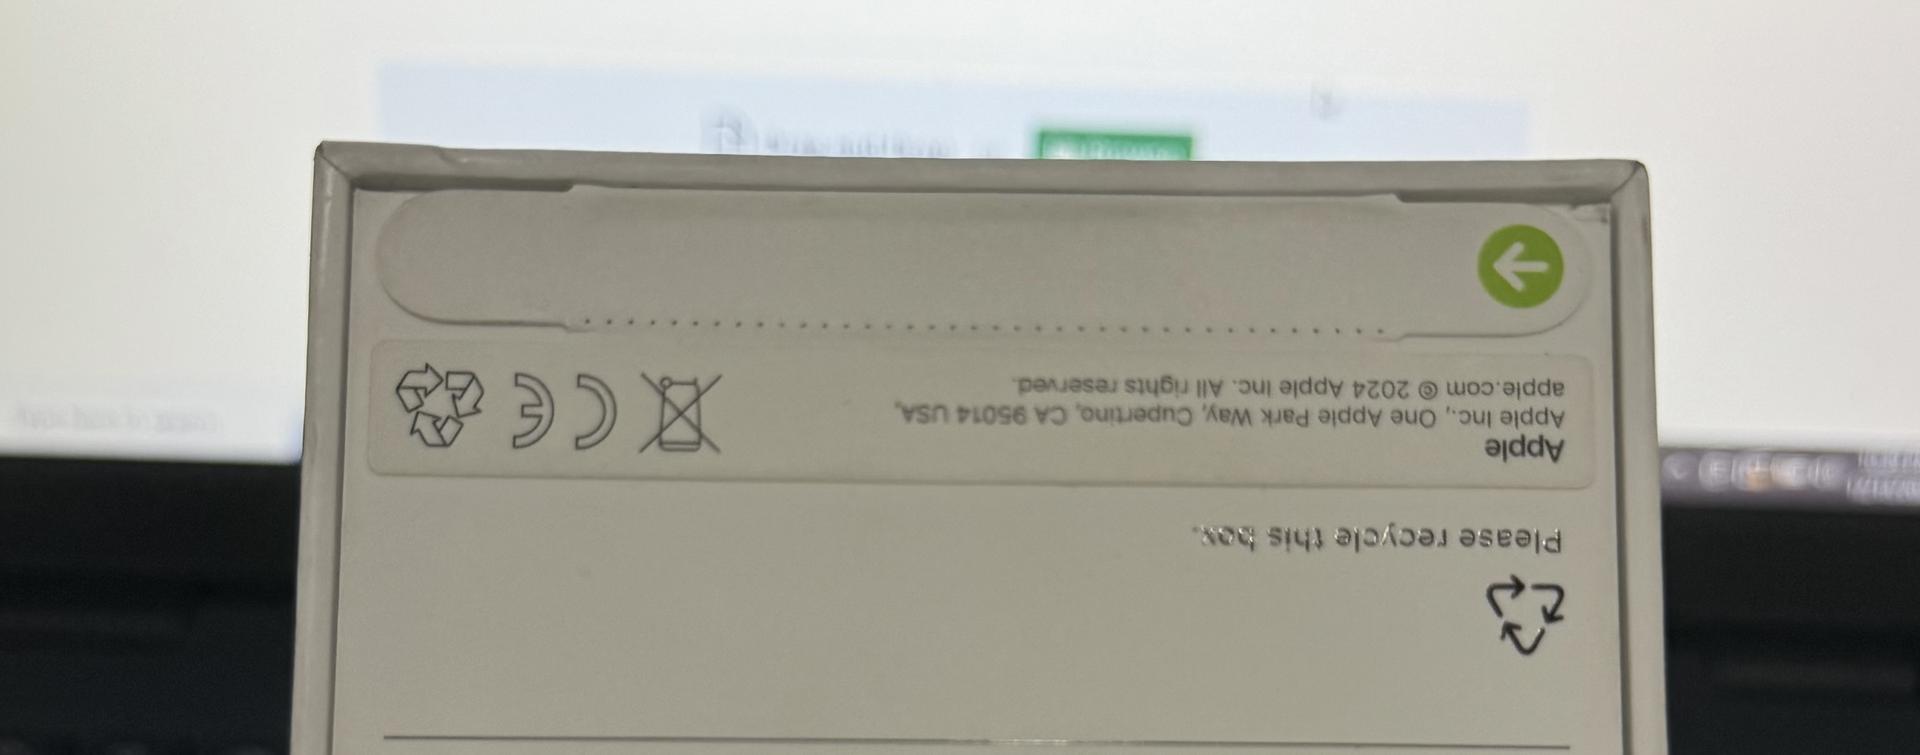 Please recycle this box.
Apple
Apple Inc., One Apple Park Way, Cupertino, CA 95014 USA.
apple.com © 2024 Apple Inc. All rights reserved.
CE